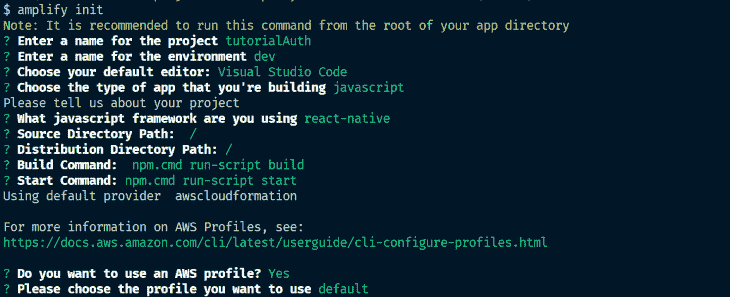 $ amplify init
Note: It is recommended to run this command from the root of your app directory
? Enter a name for the project tutorialAuth
? Enter a name for the environment dev
? Choose your default editor: Visual Studio Code
? Choose the type of app that you're building javascript
Please tell us about your project
? What javascript framework are you using react-native
? Source Directory Path:  /
? Distribution Directory Path: /
? Build Command:  npm.cmd run-script build
? Start Command: npm.cmd run-script start
Using default provider  awscloudformation
For more information on AWS Profiles, see:
https://docs.aws.amazon.com/cli/latest/userguide/cli-configure-profiles.html
? Do you want to use an AWS profile? Yes
? Please choose the profile you want to use default